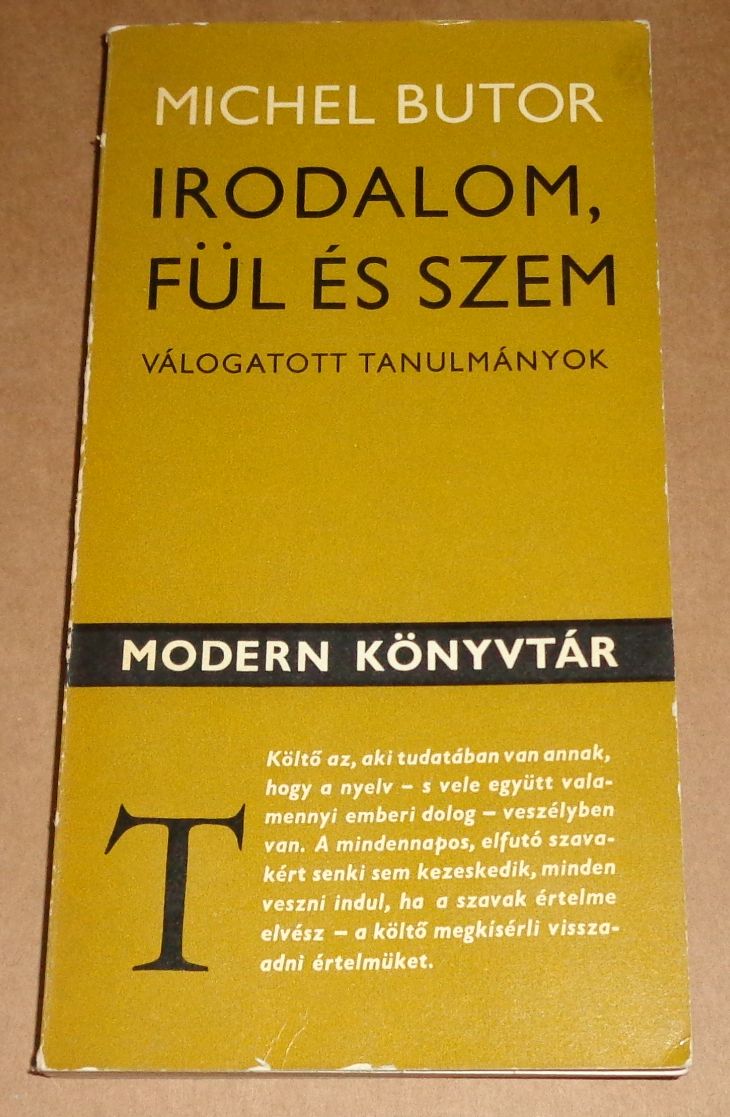 MICHEL BUTOR
IRODALOM,
FÜL ÉS SZEM
VÁLOGATOTT TANULMÁNYOK
MODERN KÖNYVTÁR
T
Költő az, aki tudatában van annak,
hogy a nyelv – s vele együtt vala-
mennyi emberi dolog – veszélyben
van. A mindennapos, elfutó szava-
kért senki sem kezeskedik, minden
veszni indul, ha a szavak értelme
elvész – a költő megkísérli vissza-
adni értelmüket.